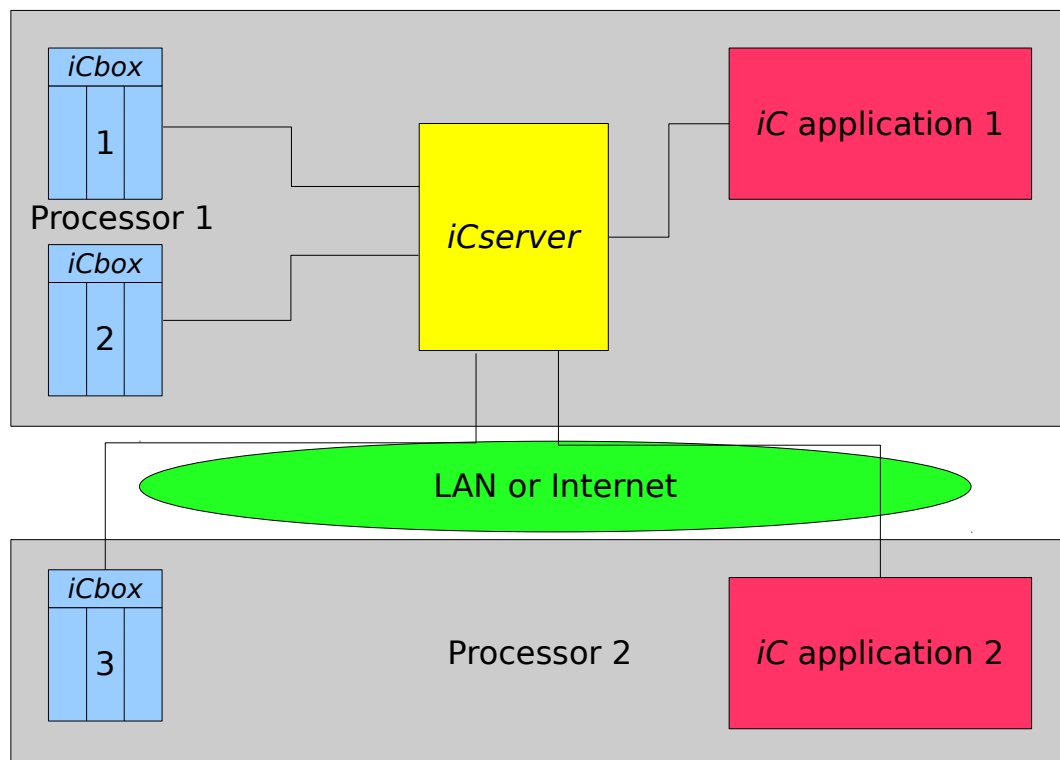 iCbox
1
Processor 1
iCbox
2
iCserver
iC application 1
LAN or Internet
iCbox
3
Processor 2
iC application 2